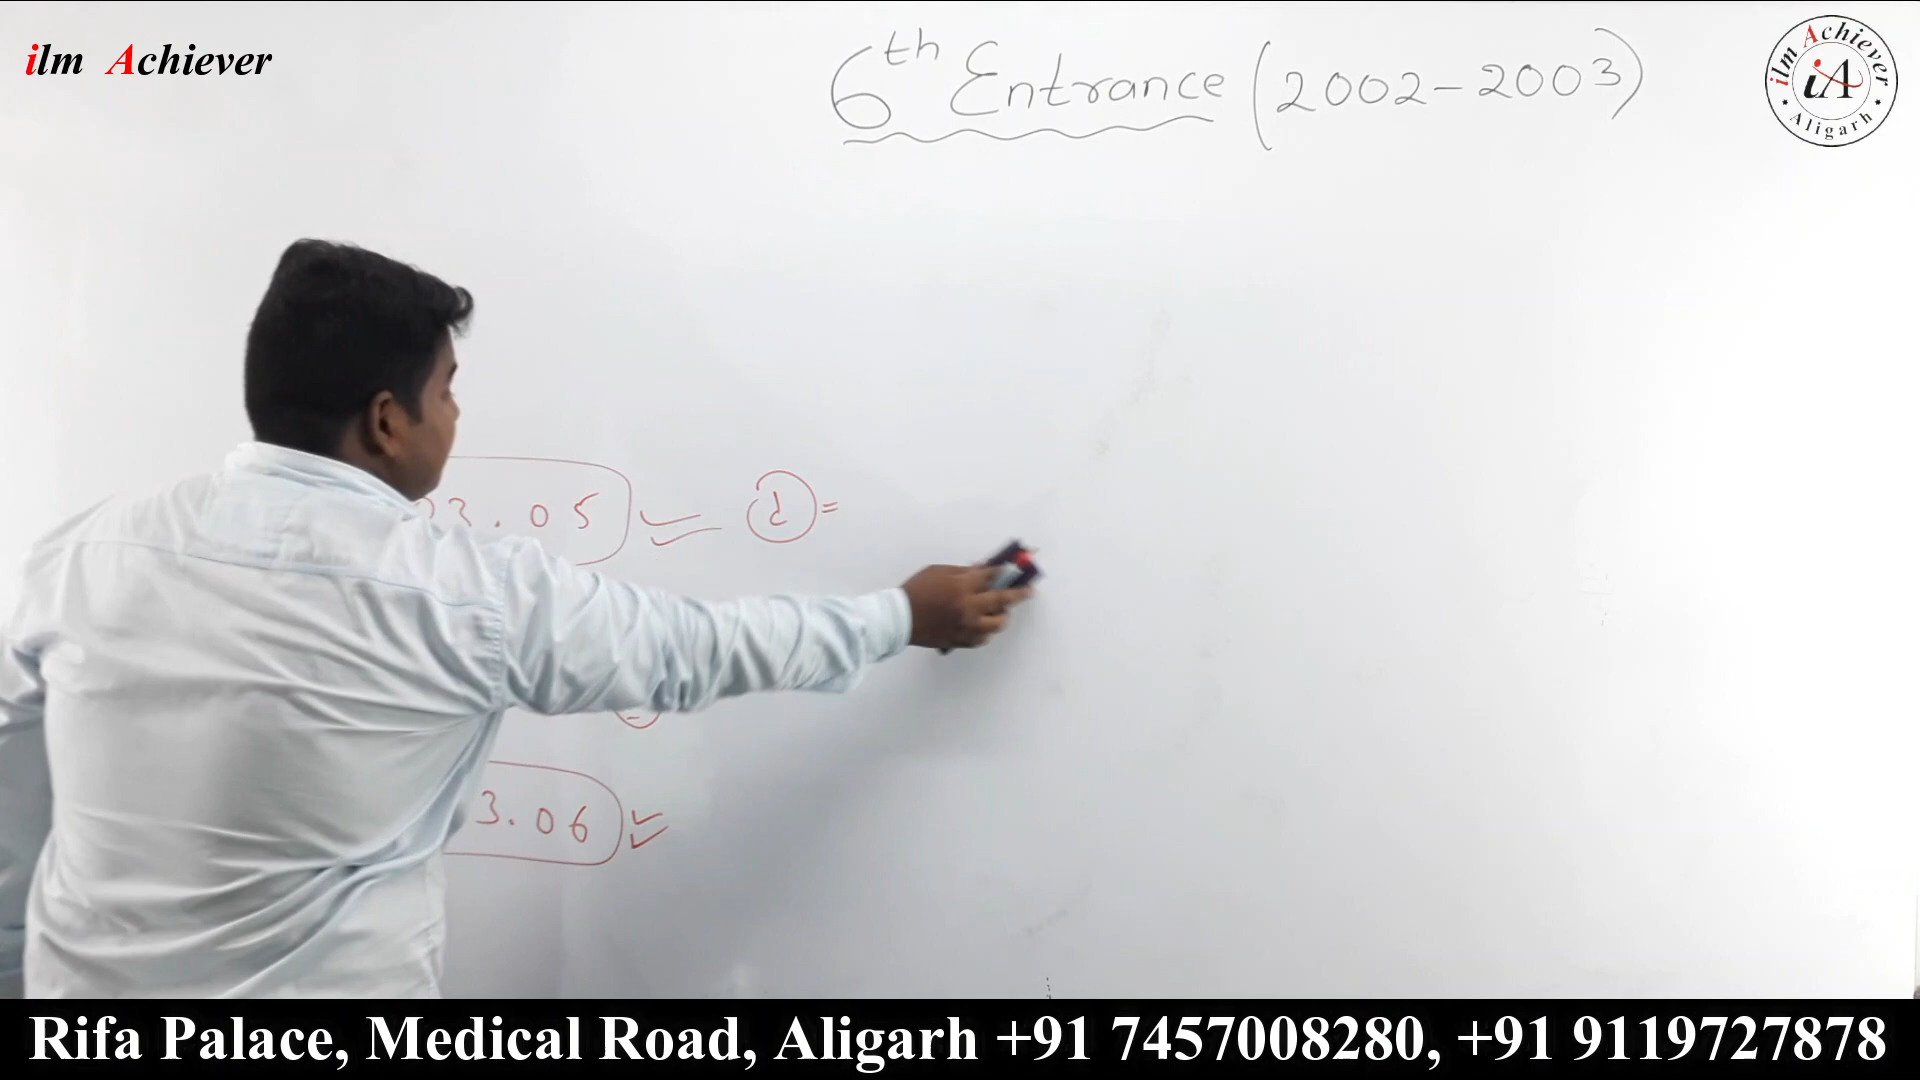 ilm Achiever
6th Entrance (2002-2003)
ilm Achiever
iA
Aligarh
3.05
=
3.06
Rifa Palace, Medical Road, Aligarh +91 7457008280, +91 9119727878